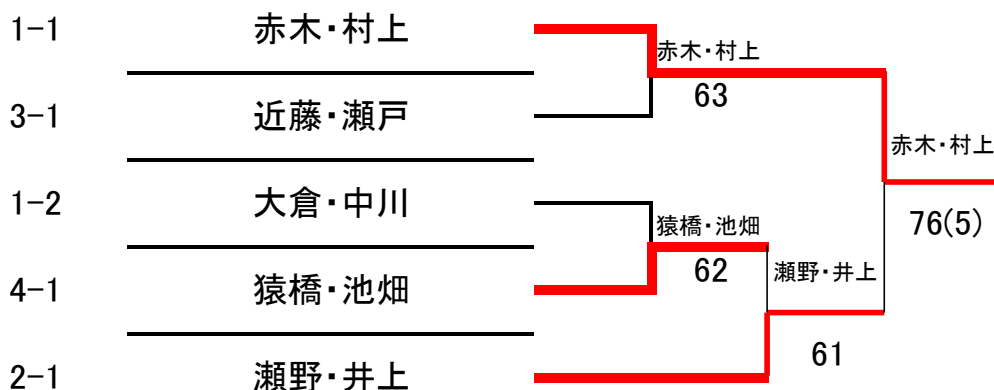 1-1 赤木・村上
赤木・村上
3-1 近藤・瀬戸
63
赤木・村上
1-2 大倉・中川
76(5)
猿橋・池畑
4-1 猿橋・池畑
62
瀬野・井上
61
2-1 瀬野・井上